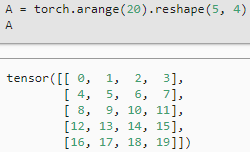 A = torch.arange(20).reshape(5, 4)
A
tensor([[ 0,  1,  2,  3],
        [ 4,  5,  6,  7],
        [ 8,  9, 10, 11],
        [12, 13, 14, 15],
        [16, 17, 18, 19]])